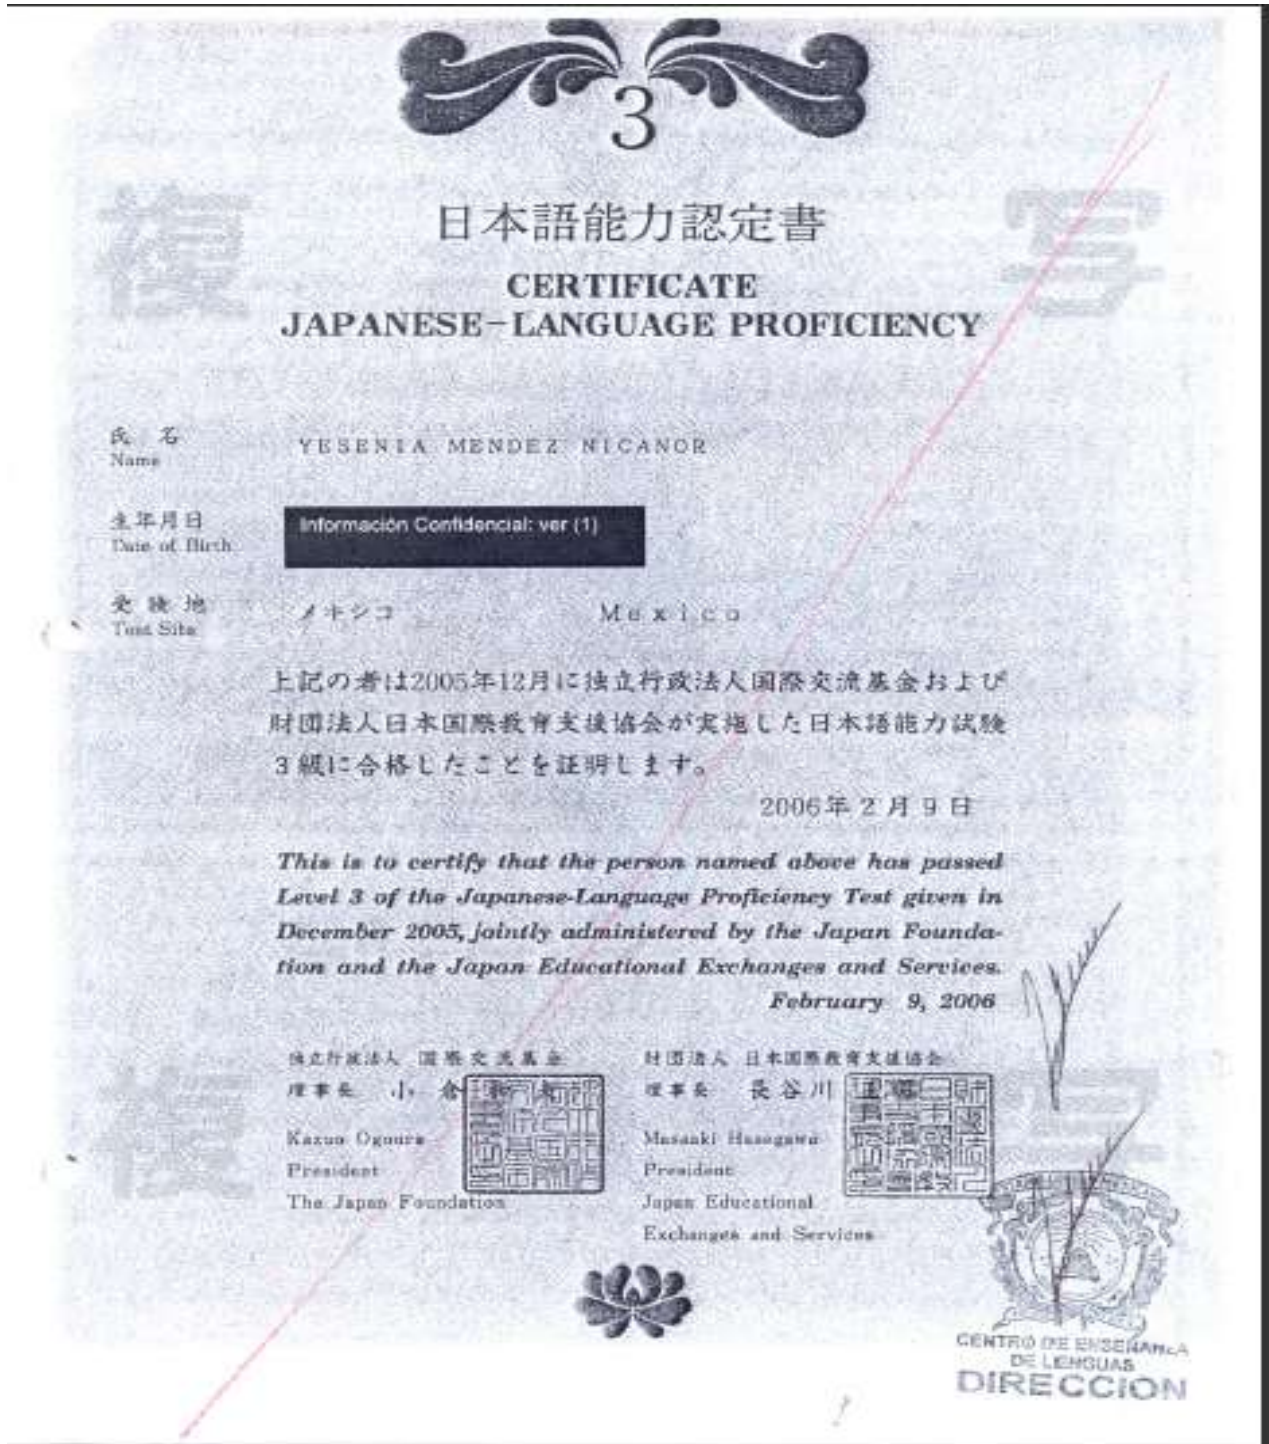 3
複 写
日本語能力認定書
CERTIFICATE
JAPANESE-LANGUAGE PROFICIENCY
氏 名
Name
YESENIA MENDEZ NICANOR
生年月日
Date of Birth
Información Confidencial: ver (1)
受験地
Test Site
メキシコ Mexico
上記の者は2005年12月に独立行政法人国際交流基金および
財団法人日本国際教育支援協会が実施した日本語能力試験
3級に合格したことを証明します。
2006年2月9日
This is to certify that the person named above has passed
Level 3 of the Japanese-Language Proficiency Test given in
December 2005, jointly administered by the Japan Founda-
tion and the Japan Educational Exchanges and Services.
February 9, 2006
独立行政法人 国際交流基金
理事長 小倉
Kazuo Ogoura
President
The Japan Foundation
財団法人 日本国際教育支援協会
理事長 長谷川
Masaaki Hasegawa
President
Japan Educational
Exchanges and Services
複 写
CENTRO DE ENSEÑANZA
DE LENGUAS
DIRECCION